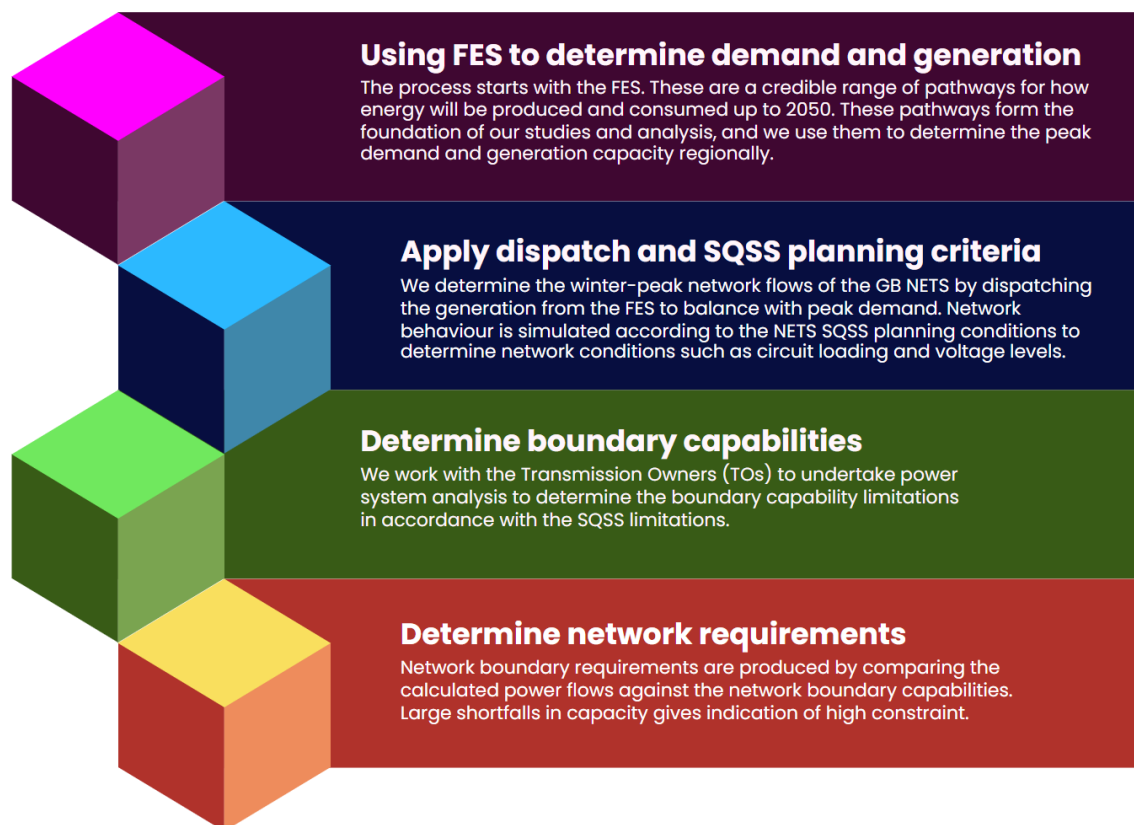 Using FES to determine demand and generation
The process starts with the FES. These are a credible range of pathways for how
energy will be produced and consumed up to 2050. These pathways form the
foundation of our studies and analysis, and we use them to determine the peak
demand and generation capacity regionally.
Apply dispatch and SQSS planning criteria
We determine the winter-peak network flows of the GB NETS by dispatching
the generation from the FES to balance with peak demand. Network
behaviour is simulated according to the NETS SQSS planning conditions to
determine network conditions such as circuit loading and voltage levels.
Determine boundary capabilities
We work with the Transmission Owners (TOs) to undertake power
system analysis to determine the boundary capability limitations
in accordance with the SQSS limitations.
Determine network requirements
Network boundary requirements are produced by comparing the
calculated power flows against the network boundary capabilities.
Large shortfalls in capacity gives indication of high constraint.